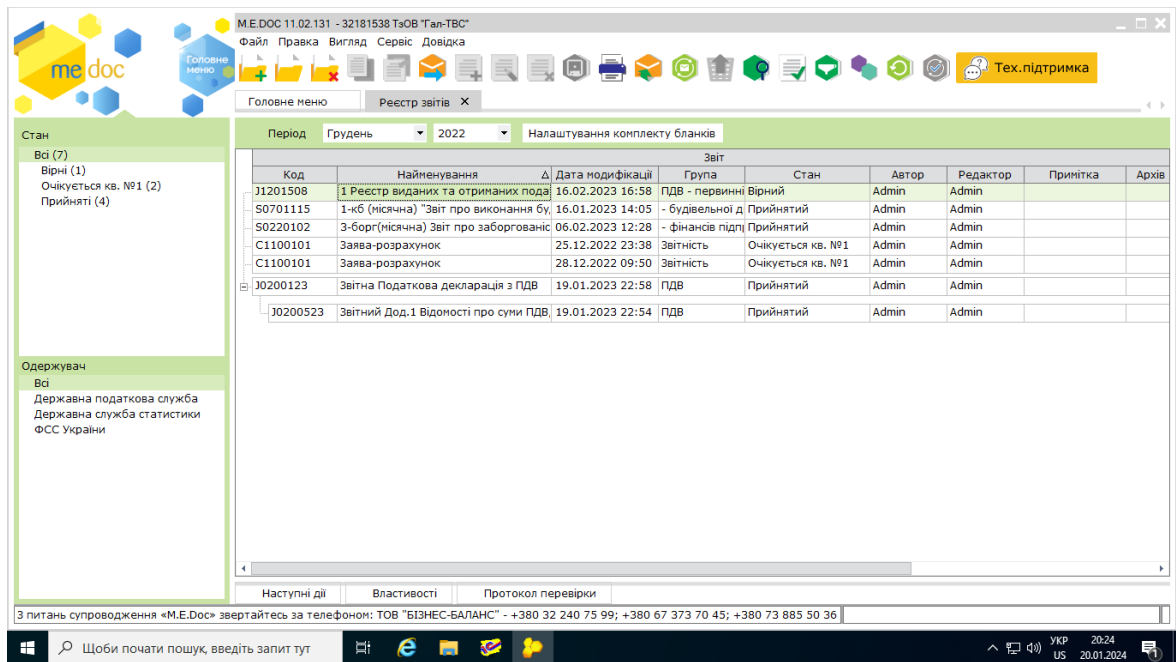 M.E.DOC 11.02.131 - 32181538 ТзОВ "Гал-ТВС"
Файл Правка Вигляд Сервіс Довідка
me doc
Головне меню
Тех.підтримка
Головне меню Реєстр звітів X
Стан
Всі (7)
Вірні (1)
Очікується кв. №1 (2)
Прийняті (4)
Одержувач
Всі
Державна податкова служба
Державна служба статистики
ФСС України
Період Грудень 2022 Налаштування комплекту бланків
Звіт
Код Найменування Дата модифікації Група Стан Автор Редактор Примітка Архів
J1201508 1 Реєстр виданих та отриманих пода 16.02.2023 16:58 ПДВ - первинні Вірний Admin Admin
S0701115 1-кб (місячна) "Звіт про виконання бу, 16.01.2023 14:05 - будівельної д Прийнятий Admin Admin
S0220102 3-борг(місячна) Звіт про заборгованіс 06.02.2023 12:28 - фінансів підп Прийнятий Admin Admin
C1100101 Заява-розрахунок 25.12.2022 23:38 Звітність Очікується кв. №1 Admin Admin
C1100101 Заява-розрахунок 28.12.2022 09:50 Звітність Очікується кв. №1 Admin Admin
J0200123 Звітна Податкова декларація з ПДВ 19.01.2023 22:58 ПДВ Прийнятий Admin Admin
J0200523 Звітний Дод.1 Відомості про суми ПДВ, 19.01.2023 22:54 ПДВ Прийнятий Admin Admin
Наступні дії Властивості Протокол перевірки
З питань супроводження «M.E.Doc» звертайтесь за телефоном: ТОВ "БІЗНЕС-БАЛАНС" - +380 32 240 75 99; +380 67 373 70 45; +380 73 885 50 36
Щоби почати пошук, введіть запит тут
УКР
US
20:24
20.01.2024
1